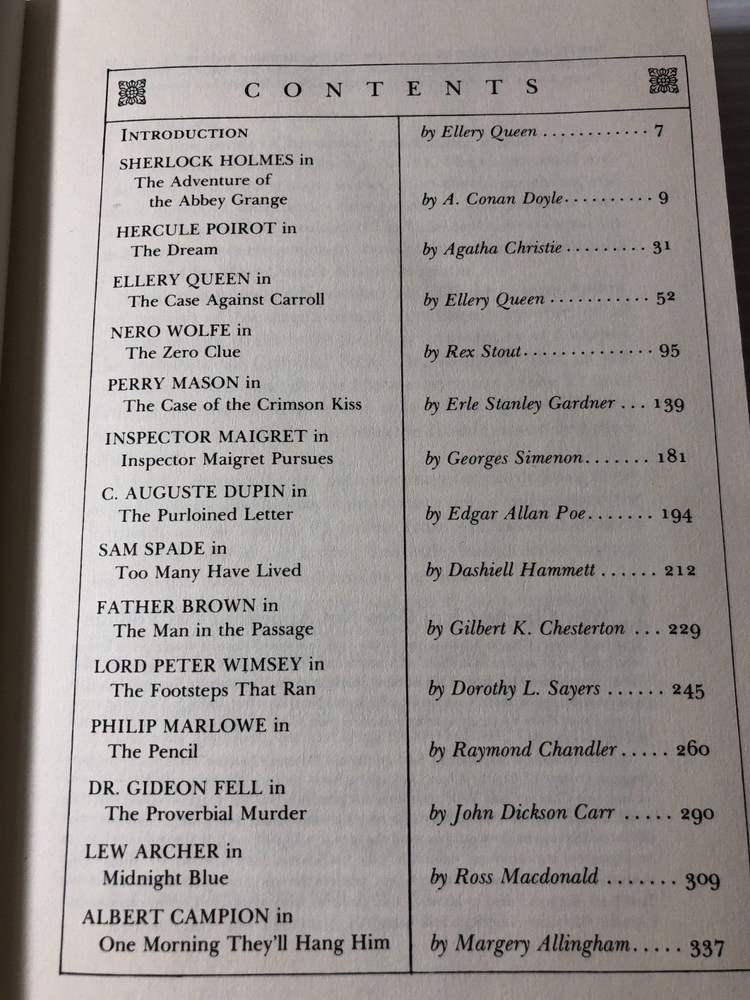 CONTENTS
INTRODUCTION by Ellery Queen ............ 7
SHERLOCK HOLMES in
The Adventure of
the Abbey Grange by A. Conan Doyle.......... 9
HERCULE POIROT in
The Dream by Agatha Christie ......... 31
ELLERY QUEEN in
The Case Against Carroll by Ellery Queen ........... 52
NERO WOLFE in
The Zero Clue by Rex Stout.............. 95
PERRY MASON in
The Case of the Crimson Kiss by Erle Stanley Gardner ... 139
INSPECTOR MAIGRET in
Inspector Maigret Pursues by Georges Simenon....... 181
C. AUGUSTE DUPIN in
The Purloined Letter by Edgar Allan Poe....... 194
SAM SPADE in
Too Many Have Lived by Dashiell Hammett ...... 212
FATHER BROWN in
The Man in the Passage by Gilbert K. Chesterton ... 229
LORD PETER WIMSEY in
The Footsteps That Ran by Dorothy L. Sayers ...... 245
PHILIP MARLOWE in
The Pencil by Raymond Chandler..... 260
DR. GIDEON FELL in
The Proverbial Murder by John Dickson Carr ..... 290
LEW ARCHER in
Midnight Blue by Ross Macdonald ....... 309
ALBERT CAMPION in
One Morning They'll Hang Him by Margery Allingham..... 337